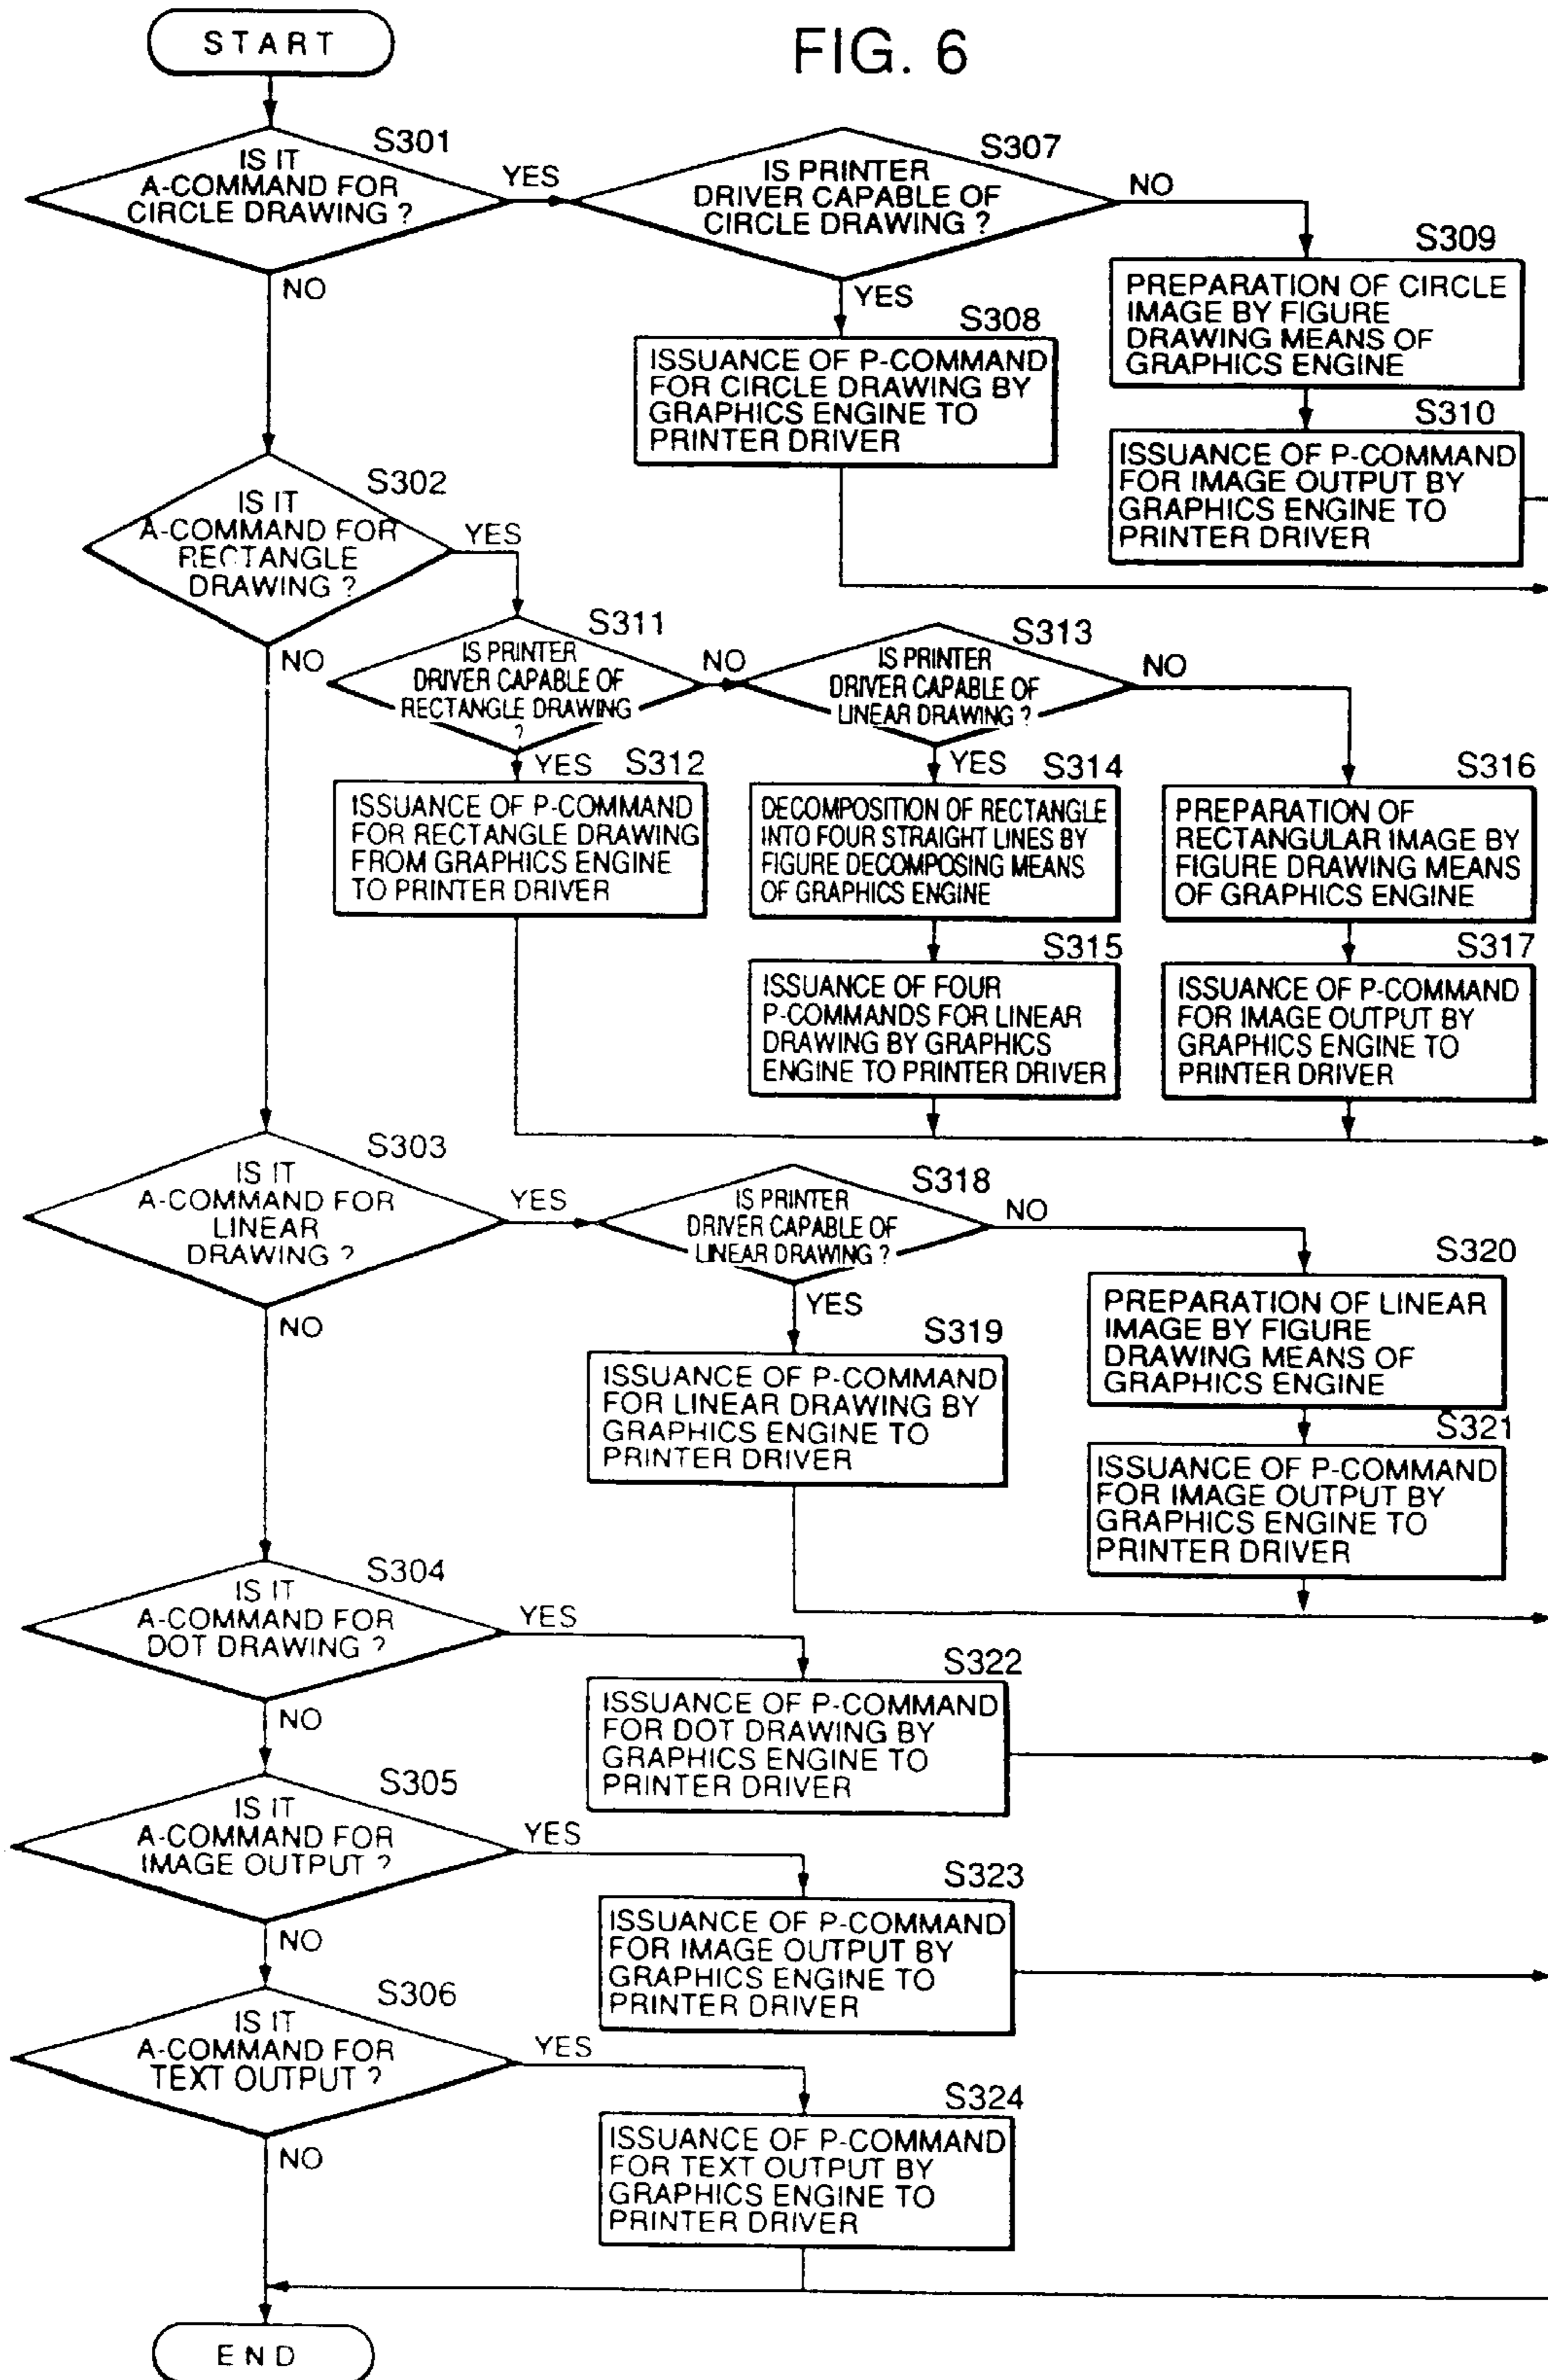 FIG. 6
START
S301
IS IT
A-COMMAND FOR
CIRCLE DRAWING ?
YES
NO
S307
IS PRINTER
DRIVER CAPABLE OF
CIRCLE DRAWING ?
NO
YES
S309
PREPARATION OF CIRCLE
IMAGE BY FIGURE
DRAWING MEANS OF
GRAPHICS ENGINE
S308
ISSUANCE OF P-COMMAND
FOR CIRCLE DRAWING BY
GRAPHICS ENGINE TO
PRINTER DRIVER
S310
ISSUANCE OF P-COMMAND
FOR IMAGE OUTPUT BY
GRAPHICS ENGINE TO
PRINTER DRIVER
S302
IS IT
A-COMMAND FOR
RECTANGLE
DRAWING ?
YES
NO
S311
IS PRINTER
DRIVER CAPABLE OF
RECTANGLE DRAWING
?
NO
YES
S313
IS PRINTER
DRIVER CAPABLE OF
LINEAR DRAWING ?
NO
YES
S312
ISSUANCE OF P-COMMAND
FOR RECTANGLE DRAWING
FROM GRAPHICS ENGINE
TO PRINTER DRIVER
S314
DECOMPOSITION OF RECTANGLE
INTO FOUR STRAIGHT LINES BY
FIGURE DECOMPOSING MEANS
OF GRAPHICS ENGINE
S316
PREPARATION OF
RECTANGULAR IMAGE BY
FIGURE DRAWING MEANS
OF GRAPHICS ENGINE
S315
ISSUANCE OF FOUR
P-COMMANDS FOR LINEAR
DRAWING BY GRAPHICS
ENGINE TO PRINTER DRIVER
S317
ISSUANCE OF P-COMMAND
FOR IMAGE OUTPUT BY
GRAPHICS ENGINE TO
PRINTER DRIVER
S303
IS IT
A-COMMAND FOR
LINEAR
DRAWING ?
YES
NO
S318
IS PRINTER
DRIVER CAPABLE OF
LINEAR DRAWING ?
NO
YES
S320
PREPARATION OF LINEAR
IMAGE BY FIGURE
DRAWING MEANS OF
GRAPHICS ENGINE
S319
ISSUANCE OF P-COMMAND
FOR LINEAR DRAWING BY
GRAPHICS ENGINE TO
PRINTER DRIVER
S321
ISSUANCE OF P-COMMAND
FOR IMAGE OUTPUT BY
GRAPHICS ENGINE TO
PRINTER DRIVER
S304
IS IT
A-COMMAND FOR
DOT DRAWING ?
YES
NO
S322
ISSUANCE OF P-COMMAND
FOR DOT DRAWING BY
GRAPHICS ENGINE TO
PRINTER DRIVER
S305
IS IT
A-COMMAND FOR
IMAGE OUTPUT ?
YES
NO
S323
ISSUANCE OF P-COMMAND
FOR IMAGE OUTPUT BY
GRAPHICS ENGINE TO
PRINTER DRIVER
S306
IS IT
A-COMMAND FOR
TEXT OUTPUT ?
YES
NO
S324
ISSUANCE OF P-COMMAND
FOR TEXT OUTPUT BY
GRAPHICS ENGINE TO
PRINTER DRIVER
END